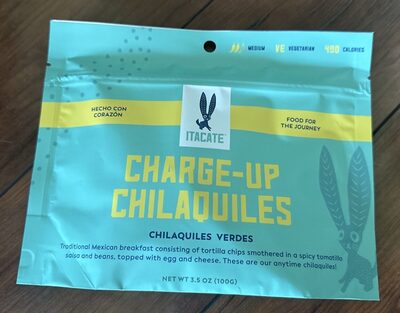 MEDIUM VE VEGETARIAN 490 CALORIES
HECHO CON
CORAZÓN
ITACATE
FOOD FOR
THE JOURNEY
CHARGE-UP
CHILAQUILES
CHILAQUILES VERDES
Traditional Mexican breakfast consisting of tortilla chips smothered in a spicy tomatillo
salsa and beans, topped with egg and cheese. These are our anytime chilaquiles!
NET WT 3.5 OZ (100G)